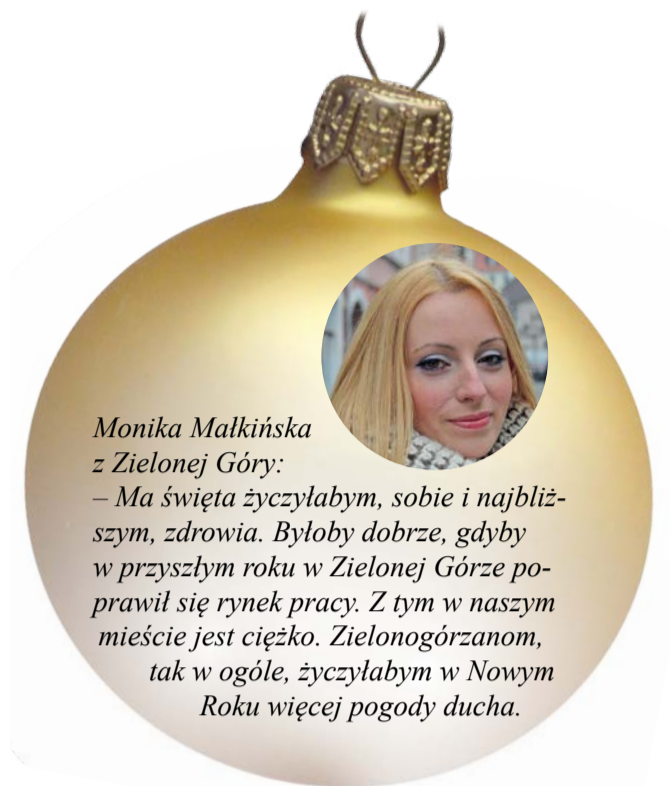 Monika Małkińska
z Zielonej Góry:
– Ma święta życzyłabym, sobie i najbliż-
szym, zdrowia. Byłoby dobrze, gdyby
w przyszłym roku w Zielonej Górze po-
prawił się rynek pracy. Z tym w naszym
mieście jest ciężko. Zielonogórzanom,
tak w ogóle, życzyłabym w Nowym
Roku więcej pogody ducha.